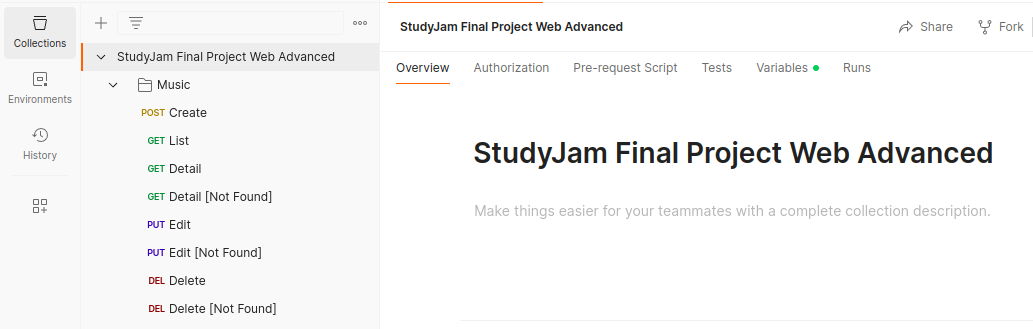 Collections
Environments
History
StudyJam Final Project Web Advanced
Music
POST Create
GET List
GET Detail
GET Detail [Not Found]
PUT Edit
PUT Edit [Not Found]
DEL Delete
DEL Delete [Not Found]
StudyJam Final Project Web Advanced
Share
Fork
Overview
Authorization
Pre-request Script
Tests
Variables
Runs
StudyJam Final Project Web Advanced
Make things easier for your teammates with a complete collection description.